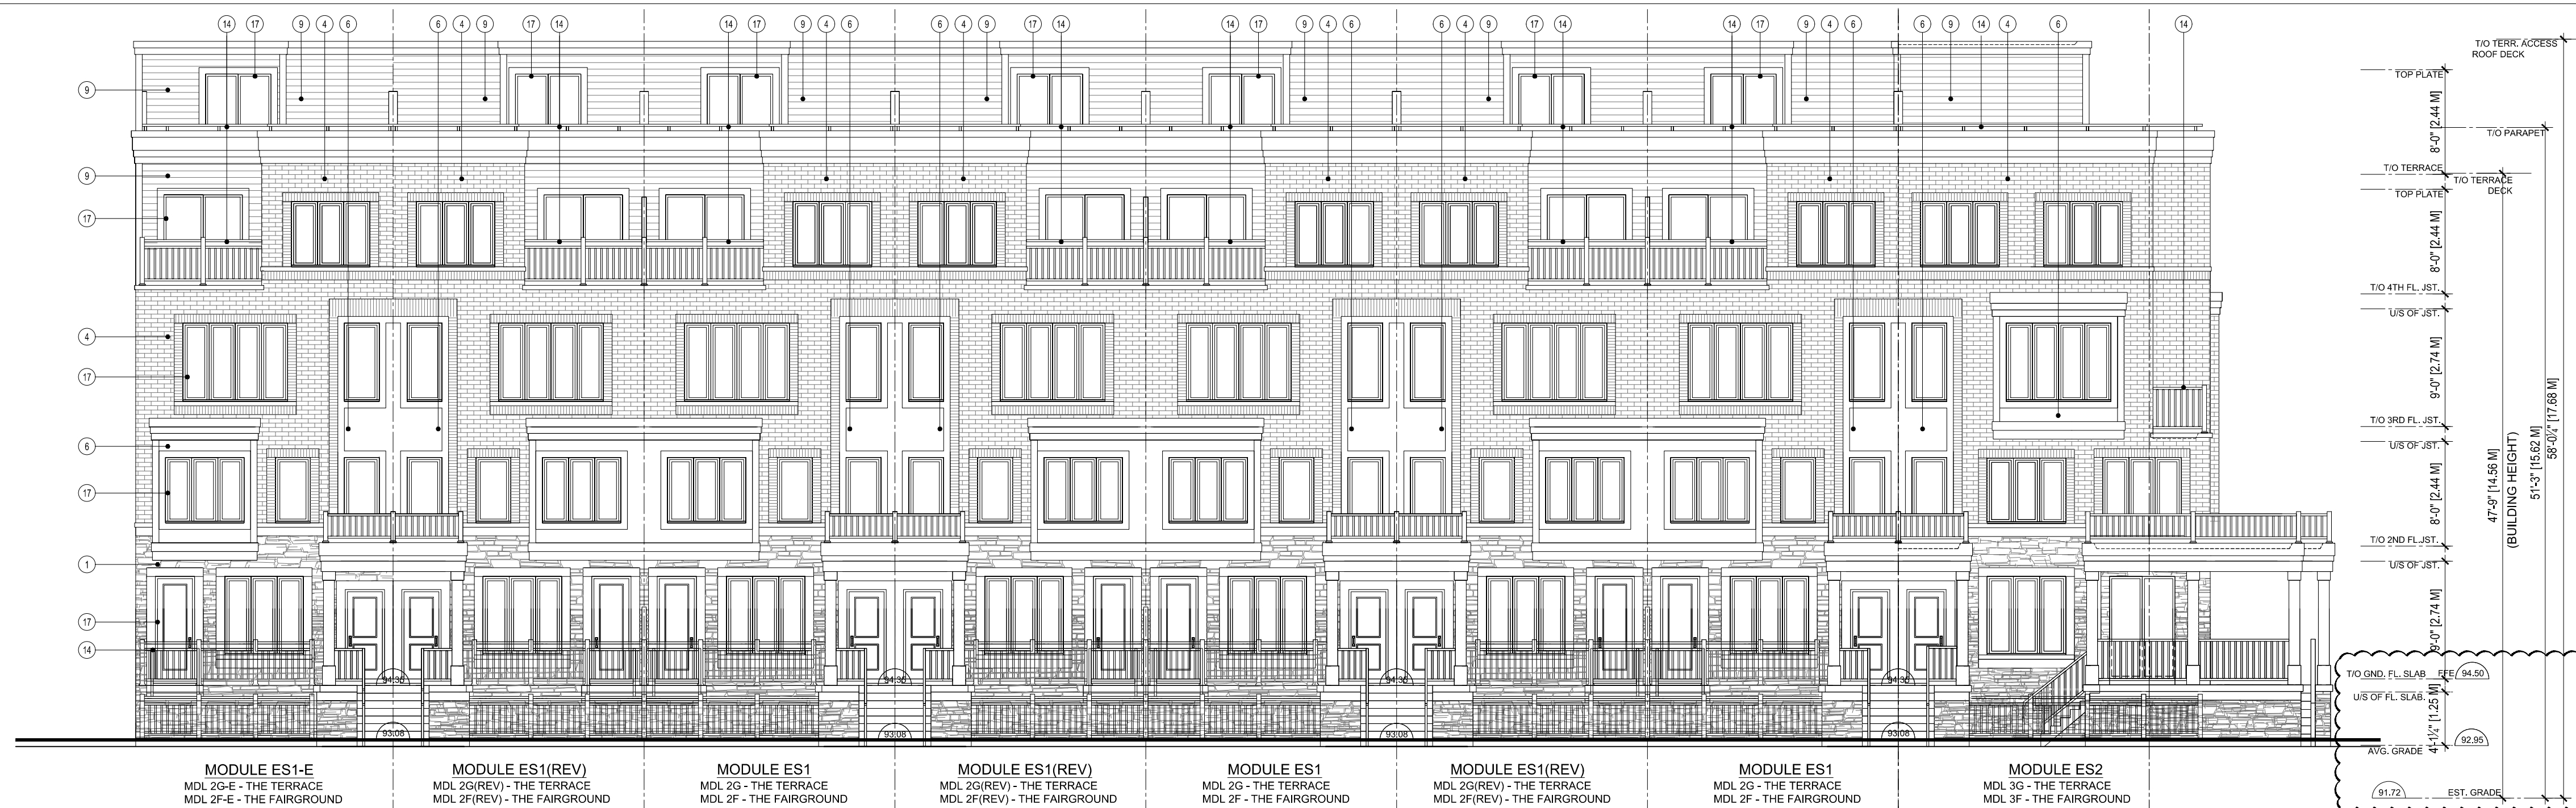 14 17 9 4 6 6 4 9 17 14 14 17 9 4 6 6 4 9 17 14 14 17 9 4 6 6 4 9 17 14 14 17 9 4 6 6 9 14 4 6 14
T/O TERR. ACCESS
ROOF DECK
TOP PLATE
9
8'-0" [2.44 M]
T/O PARAPET
T/O TERRACE
9
T/O TERRACE
DECK
TOP PLATE
17
8'-0" [2.44 M]
T/O 4TH FL. JST.
U/S OF JST.
4
17
9'-0" [2.74 M]
T/O 3RD FL. JST.
U/S OF JST.
6
17
8'-0" [2.44 M]
47'-9" [14.56 M]
(BUILDING HEIGHT)
51'-3" [15.62 M]
58'-0¼" [17.68 M]
T/O 2ND FL.JST.
U/S OF JST.
1
17
14
9'-0" [2.74 M]
94.30 94.30 94.30 94.30
T/O GND. FL. SLAB FFE 94.50
U/S OF FL. SLAB
4'-1¼" [1.25 M]
93.08 93.08 93.08 93.08
92.95
AVG. GRADE
91.72 EST. GRADE
MODULE ES1-E
MDL 2G-E - THE TERRACE
MDL 2F-E - THE FAIRGROUND
MODULE ES1(REV)
MDL 2G(REV) - THE TERRACE
MDL 2F(REV) - THE FAIRGROUND
MODULE ES1
MDL 2G - THE TERRACE
MDL 2F - THE FAIRGROUND
MODULE ES1(REV)
MDL 2G(REV) - THE TERRACE
MDL 2F(REV) - THE FAIRGROUND
MODULE ES1
MDL 2G - THE TERRACE
MDL 2F - THE FAIRGROUND
MODULE ES1(REV)
MDL 2G(REV) - THE TERRACE
MDL 2F(REV) - THE FAIRGROUND
MODULE ES1
MDL 2G - THE TERRACE
MDL 2F - THE FAIRGROUND
MODULE ES2
MDL 3G - THE TERRACE
MDL 3F - THE FAIRGROUND